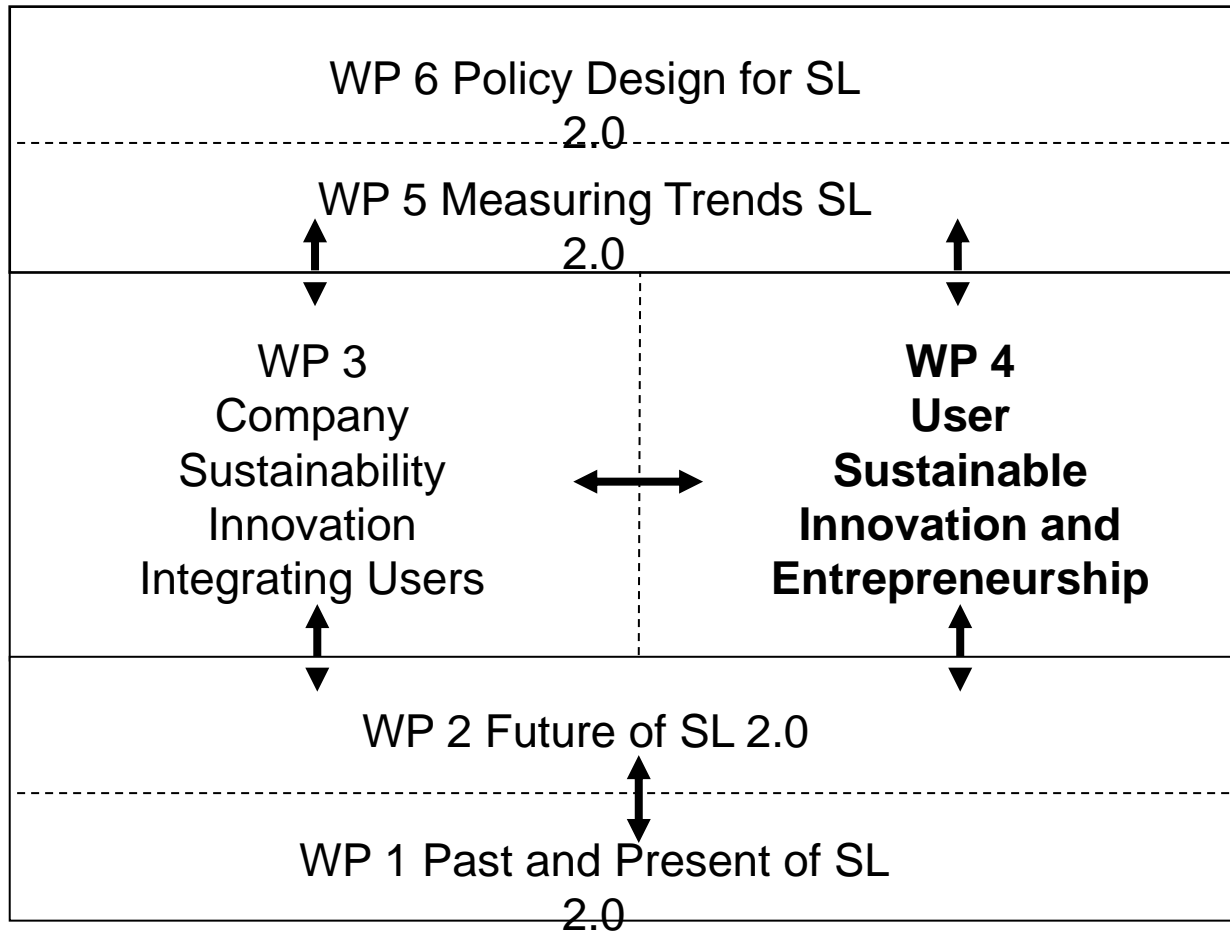 WP 6 Policy Design for SL
2.0
WP 5 Measuring Trends SL
2.0
WP 3
Company
Sustainability
Innovation
Integrating Users
WP 4
User
Sustainable
Innovation and
Entrepreneurship
WP 2 Future of SL 2.0
WP 1 Past and Present of SL
2.0